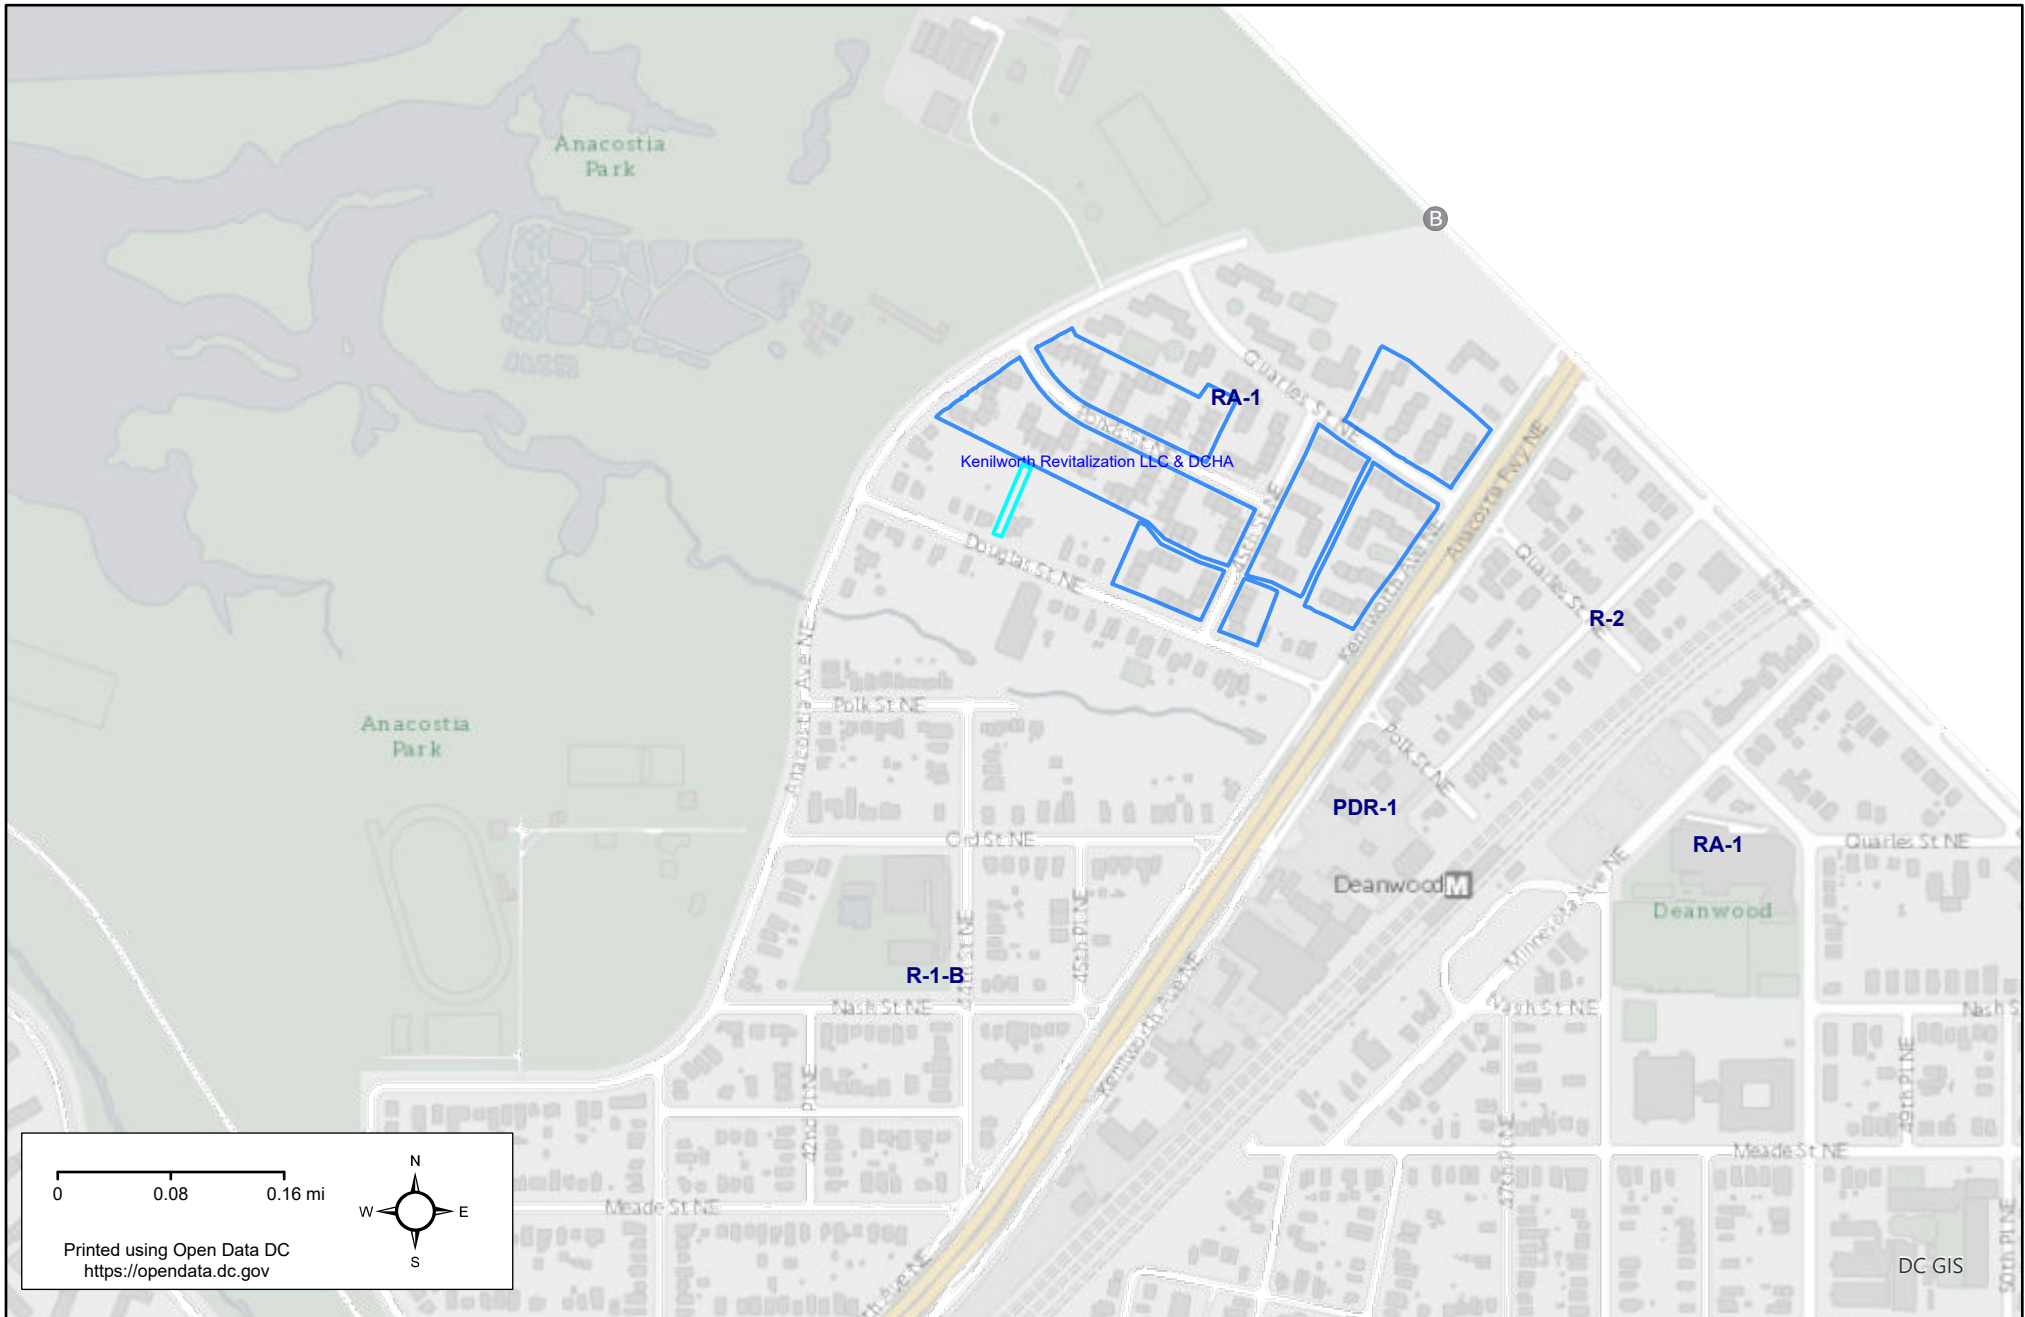 Anacostia
Park
B
RA-1
Quarles St NE
Kenilworth Revitalization LLC & DCHA
45th St NE
Douglas St NE
Kenilworth Ave NE
Anacostia Fwy NE
Quarles St NE
R-2
Anacostia Ave NE
Polk St NE
Anacostia
Park
Polk St NE
PDR-1
Ord St NE
RA-1
Quarles St NE
Deanwood M
Deanwood
Minnesota Ave NE
44th St NE
45th Pl NE
R-1-B
Nash St NE
Nash St NE
Nash S
Kenilworth Ave NE
42nd Pl NE
47th Pl NE
49th Pl NE
Meade St NE
Meade St NE
50th Pl NE
th Ave NE
0 0.08 0.16 mi
N
W E
S
Printed using Open Data DC
https://opendata.dc.gov
DC GIS